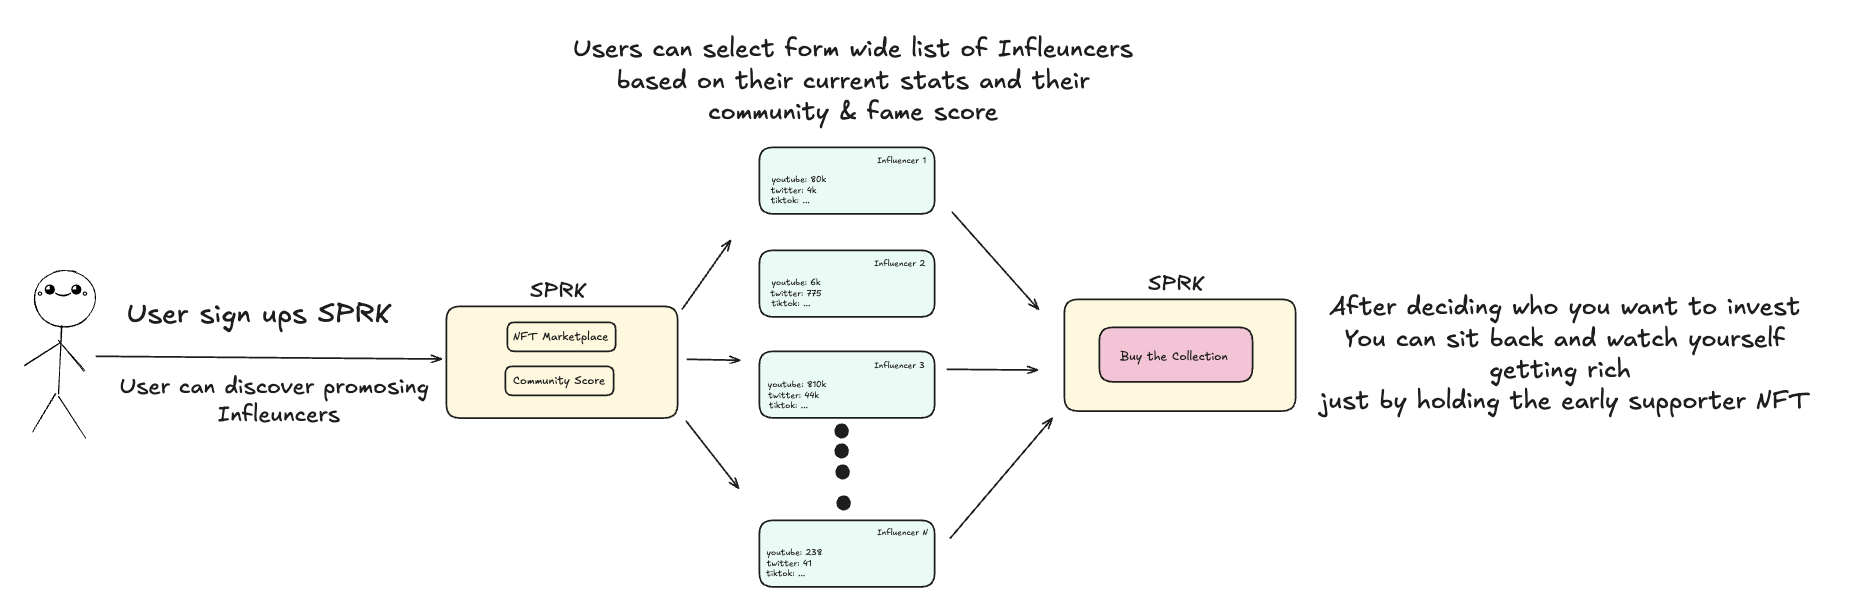 Users can select form wide list of Infleuncers
based on their current stats and their
community & fame score
User sign ups SPRK
User can discover promosing
Infleuncers
SPRK
NFT Marketplace
Community Score
Influencer 1
youtube: 80k
twitter: 4k
tiktok: ...
Influencer 2
youtube: 6k
twitter: 775
tiktok: ...
Influencer 3
youtube: 810k
twitter: 44k
tiktok: ...
Influencer N
youtube: 238
twitter: 41
tiktok: ...
SPRK
Buy the Collection
After deciding who you want to invest
You can sit back and watch yourself
getting rich
just by holding the early supporter NFT